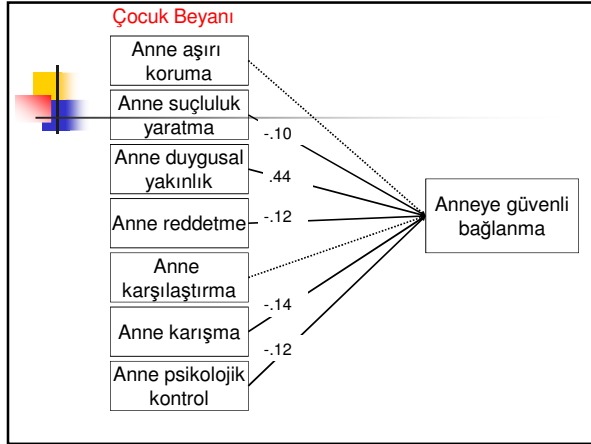 Çocuk Beyanı
Anne aşırı
koruma
Anne suçluluk
yaratma
-.10
Anne duygusal
yakınlık
.44
Anne reddetme
-.12
Anneye güvenli
bağlanma
Anne
karşılaştırma
Anne karışma
-.14
-.12
Anne psikolojik
kontrol